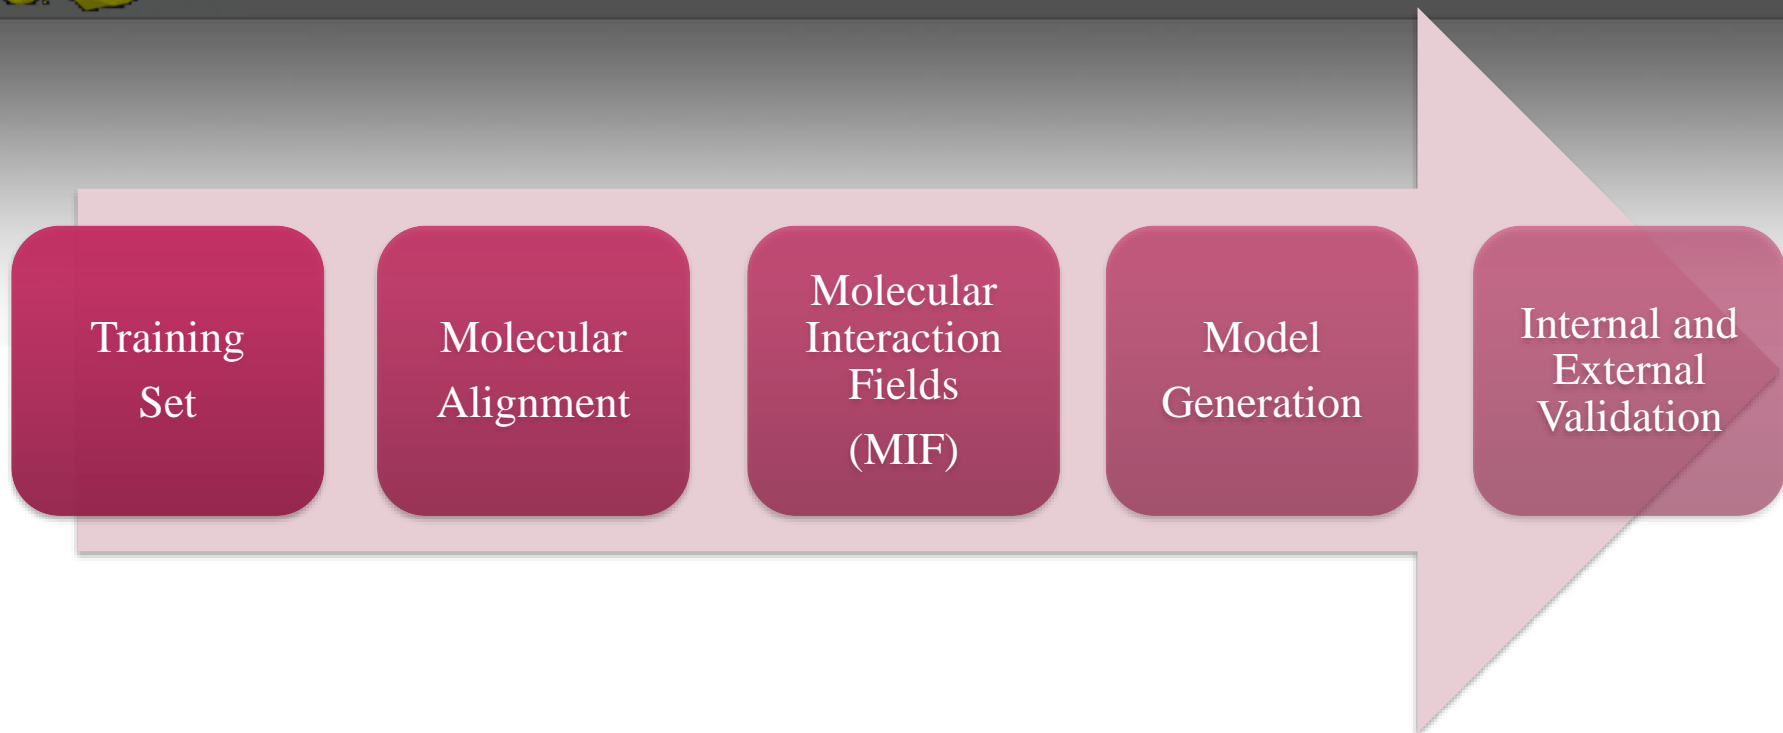 Training
Set
Molecular
Alignment
Molecular
Interaction
Fields
(MIF)
Model
Generation
Internal and
External
Validation